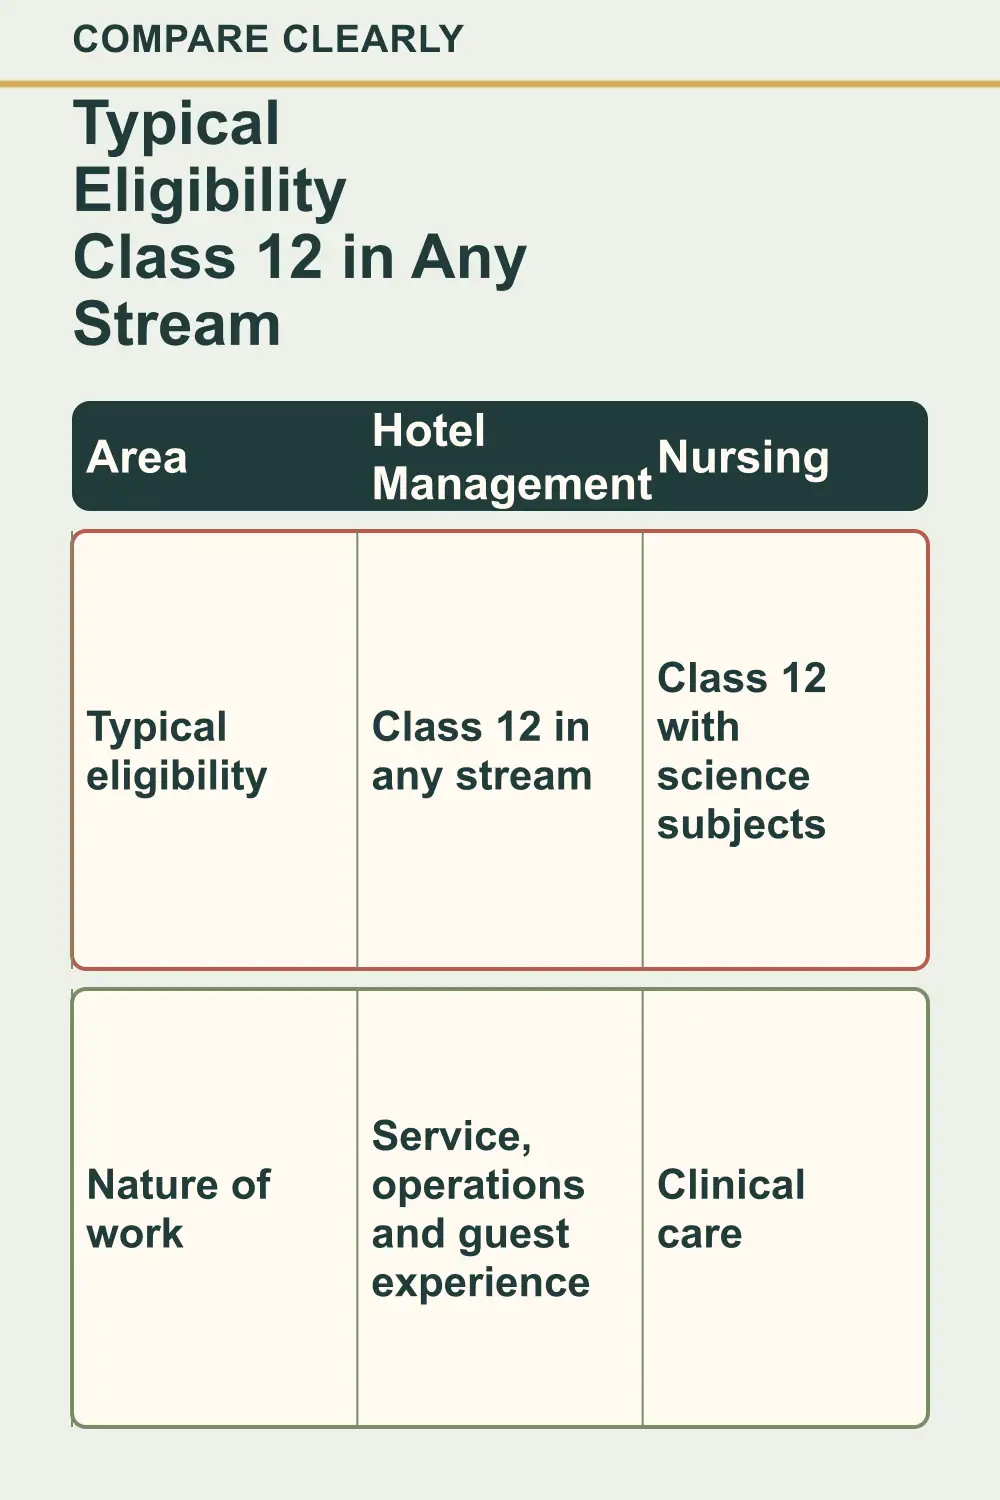 COMPARE CLEARLY
Typical
Eligibility
Class 12 in Any
Stream
Area
Hotel
Management
Nursing
Typical
eligibility
Class 12 in
any stream
Class 12
with
science
subjects
Nature of
work
Service,
operations
and guest
experience
Clinical
care